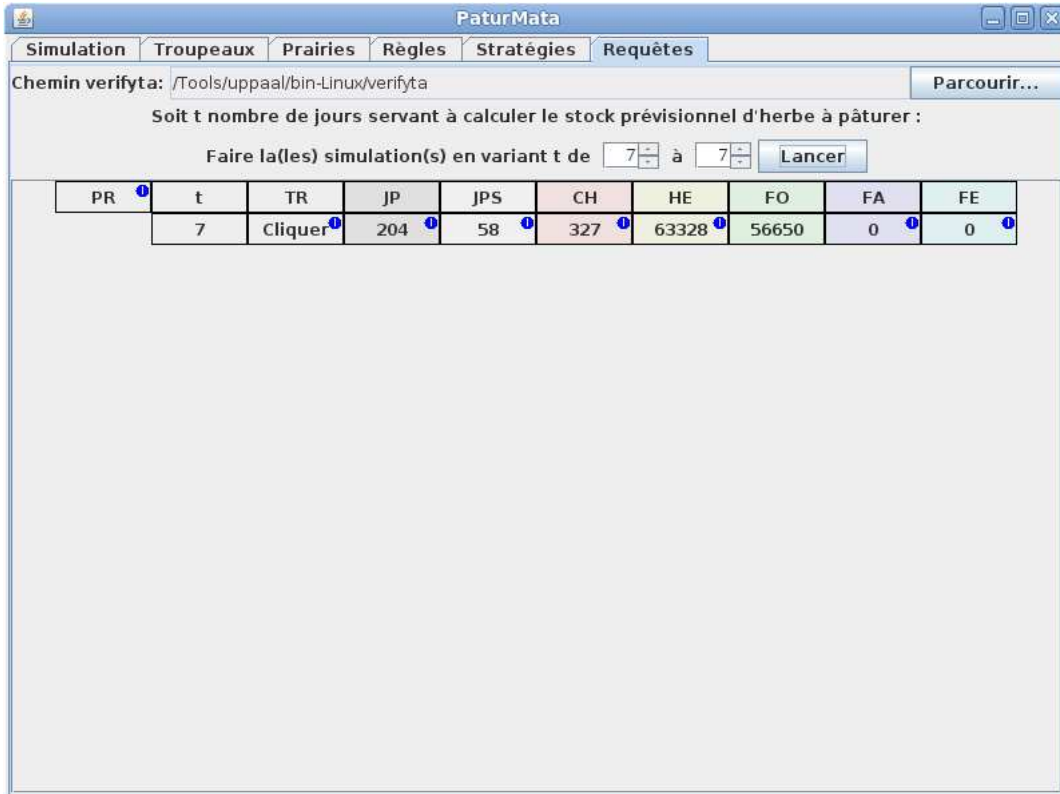 PaturMata
Simulation Troupeaux Prairies Règles Stratégies Requêtes
Chemin verifyta: /Tools/uppaal/bin-Linux/verifyta Parcourir...
Soit t nombre de jours servant à calculer le stock prévisionnel d'herbe à pâturer :
Faire la(les) simulation(s) en variant t de 7 à 7 Lancer
PR t TR JP JPS CH HE FO FA FE
7 Cliquer 204 58 327 63328 56650 0 0